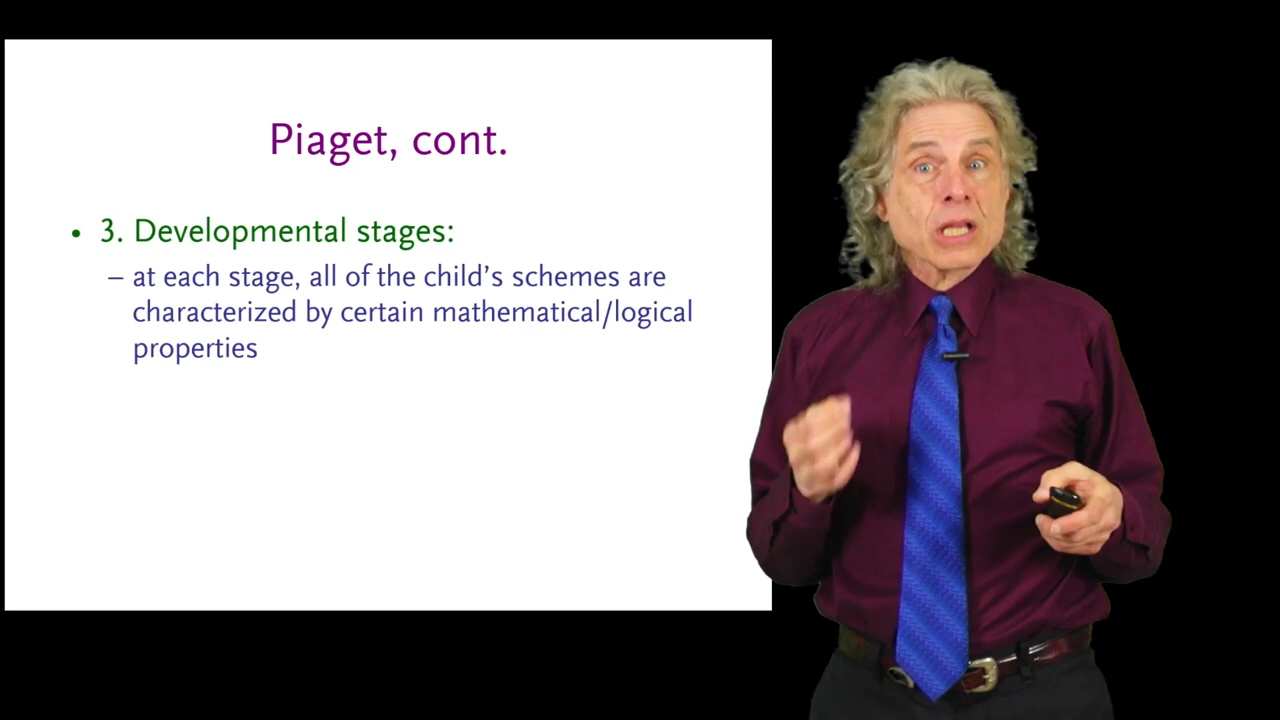 Piaget, cont.
• 3. Developmental stages:
– at each stage, all of the child’s schemes are
characterized by certain mathematical/logical
properties